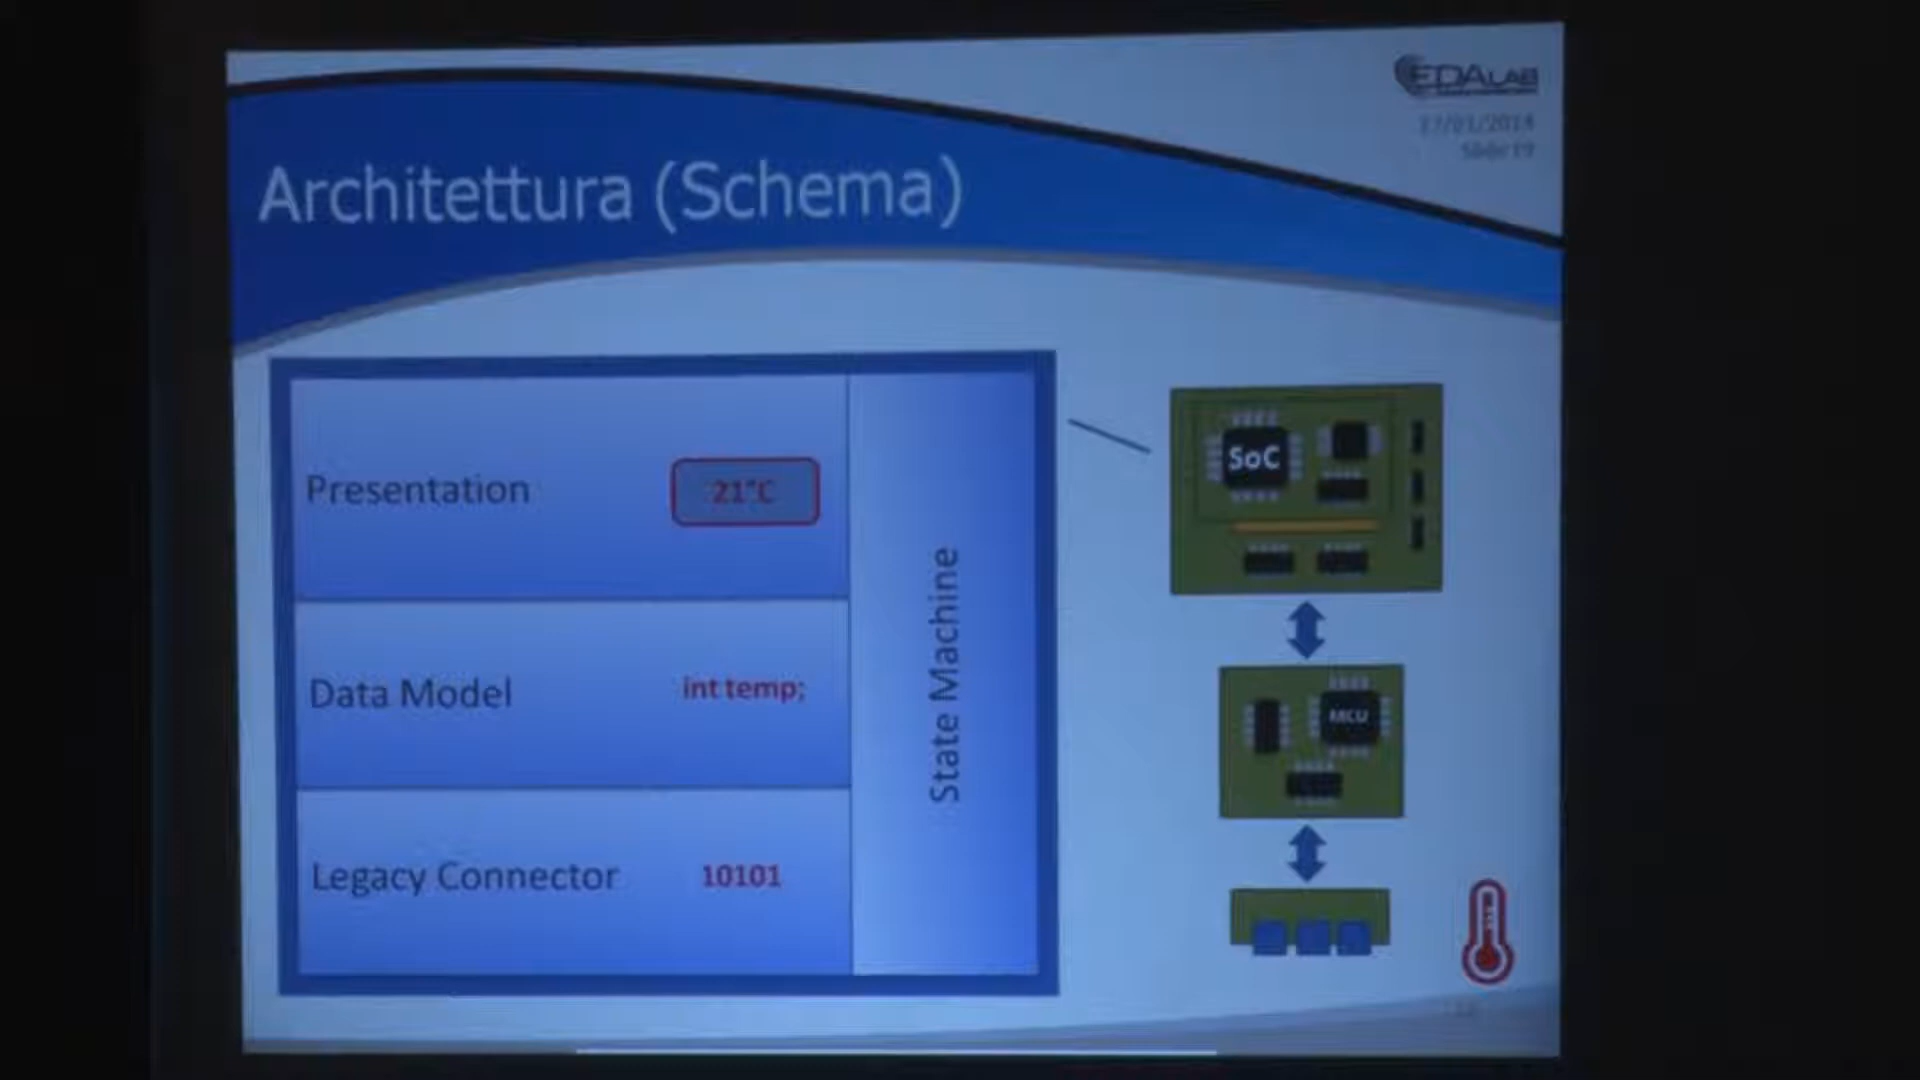 EDALAB
Architettura (Schema)
Presentation
21°C
Data Model
int temp;
Legacy Connector
10101
State Machine
SoC
MCU